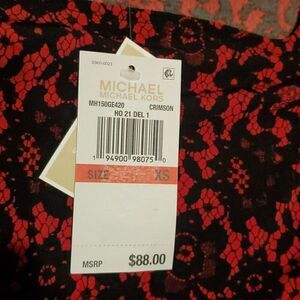 MICHAEL
MICHAEL KORS
MH150GE420 CRIMSON
HO 21 DEL 1
1 94900 98075 0
SIZE XS
MSRP $88.00